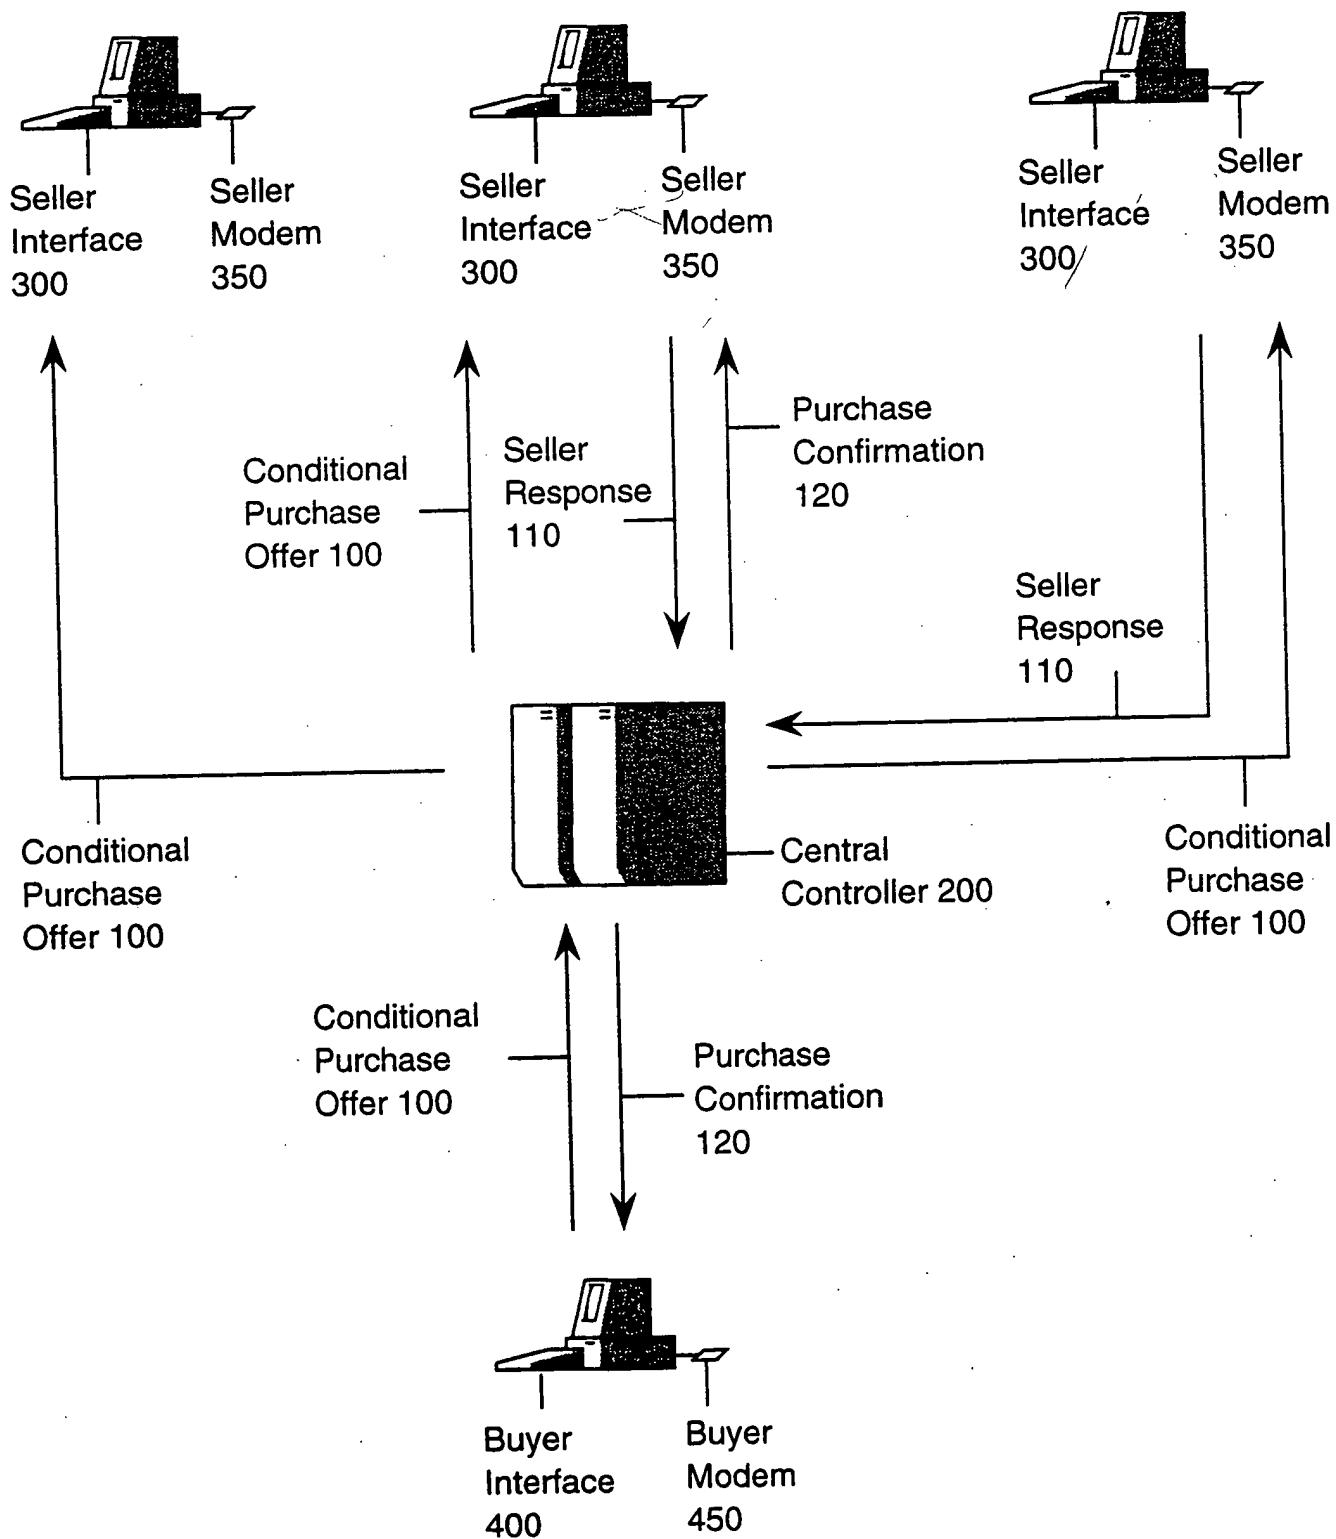 Seller
Interface
300
Seller
Modem
350
Seller
Interface
300
Seller
Modem
350
Seller
Interface
300
Seller
Modem
350
Conditional
Purchase
Offer 100
Seller
Response
110
Purchase
Confirmation
120
Seller
Response
110
Conditional
Purchase
Offer 100
Central
Controller 200
Conditional
Purchase
Offer 100
Conditional
Purchase
Offer 100
Purchase
Confirmation
120
Buyer
Interface
400
Buyer
Modem
450